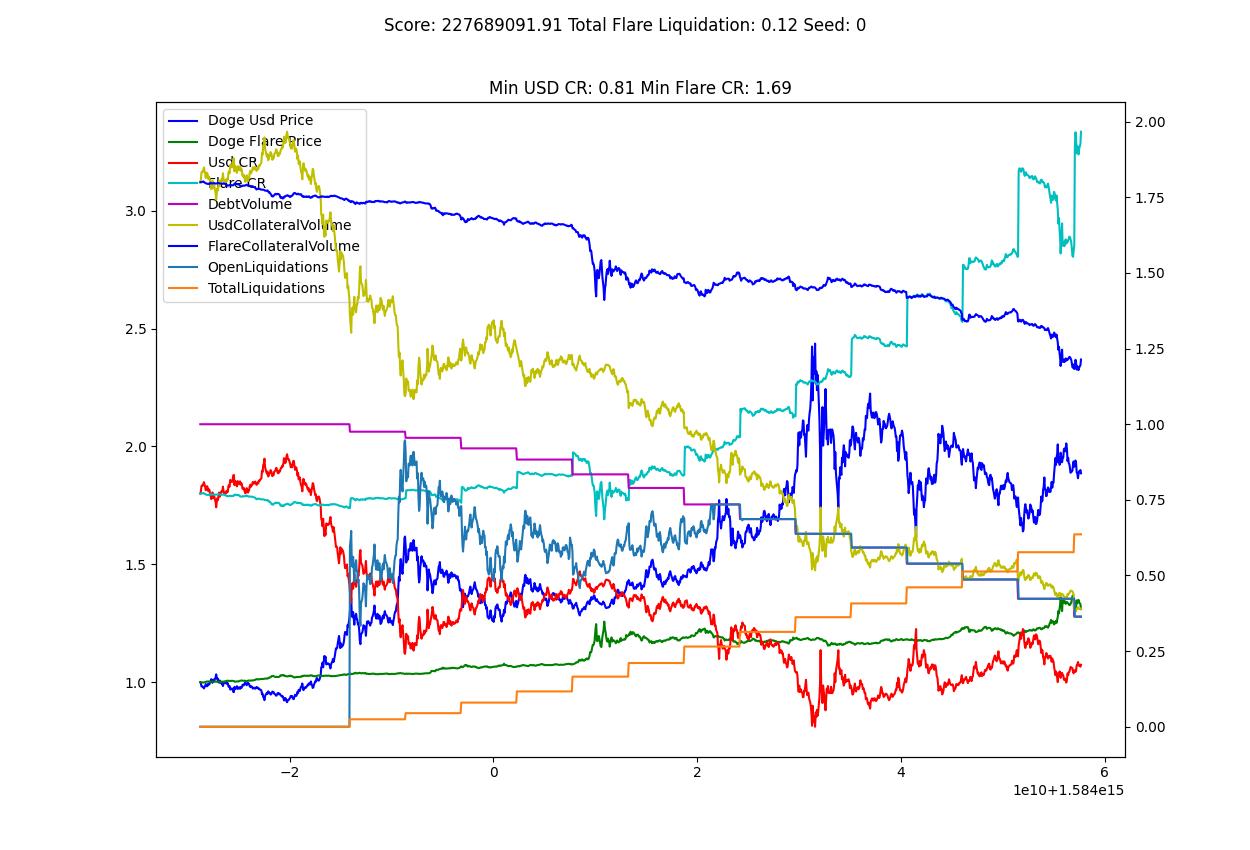 Score: 227689091.91 Total Flare Liquidation: 0.12 Seed: 0
Min USD CR: 0.81 Min Flare CR: 1.69
Doge Usd Price
Doge Flare Price
Usd CR
Flare CR
DebtVolume
UsdCollateralVolume
FlareCollateralVolume
OpenLiquidations
TotalLiquidations
3.0
2.5
2.0
1.5
1.0
2.00
1.75
1.50
1.25
1.00
0.75
0.50
0.25
0.00
−2
0
2
4
6
1e10+1.584e15